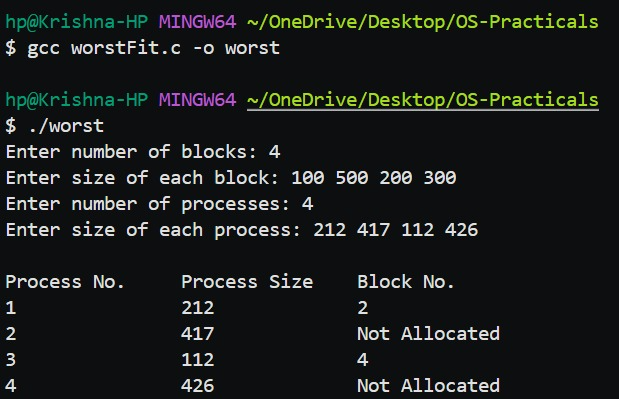 hp@Krishna-HP MINGW64 ~/OneDrive/Desktop/OS-Practicals
$ gcc worstFit.c -o worst
hp@Krishna-HP MINGW64 ~/OneDrive/Desktop/OS-Practicals
$ ./worst
Enter number of blocks: 4
Enter size of each block: 100 500 200 300
Enter number of processes: 4
Enter size of each process: 212 417 112 426
Process No. Process Size Block No.
1 212 2
2 417 Not Allocated
3 112 4
4 426 Not Allocated